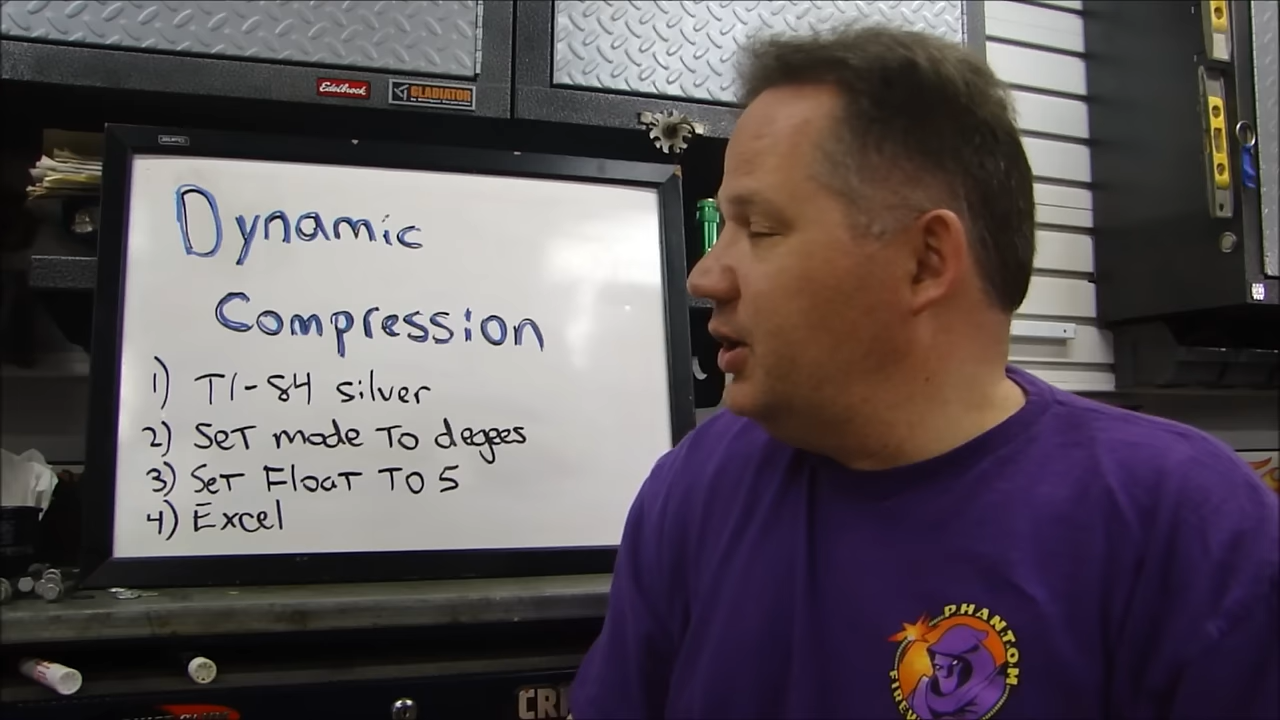 Edelbrock
GLADIATOR
Dynamic
Compression
1) TI-84 silver
2) SET mode To degees
3) SeT Float To 5
4) Excel
PHANTOM